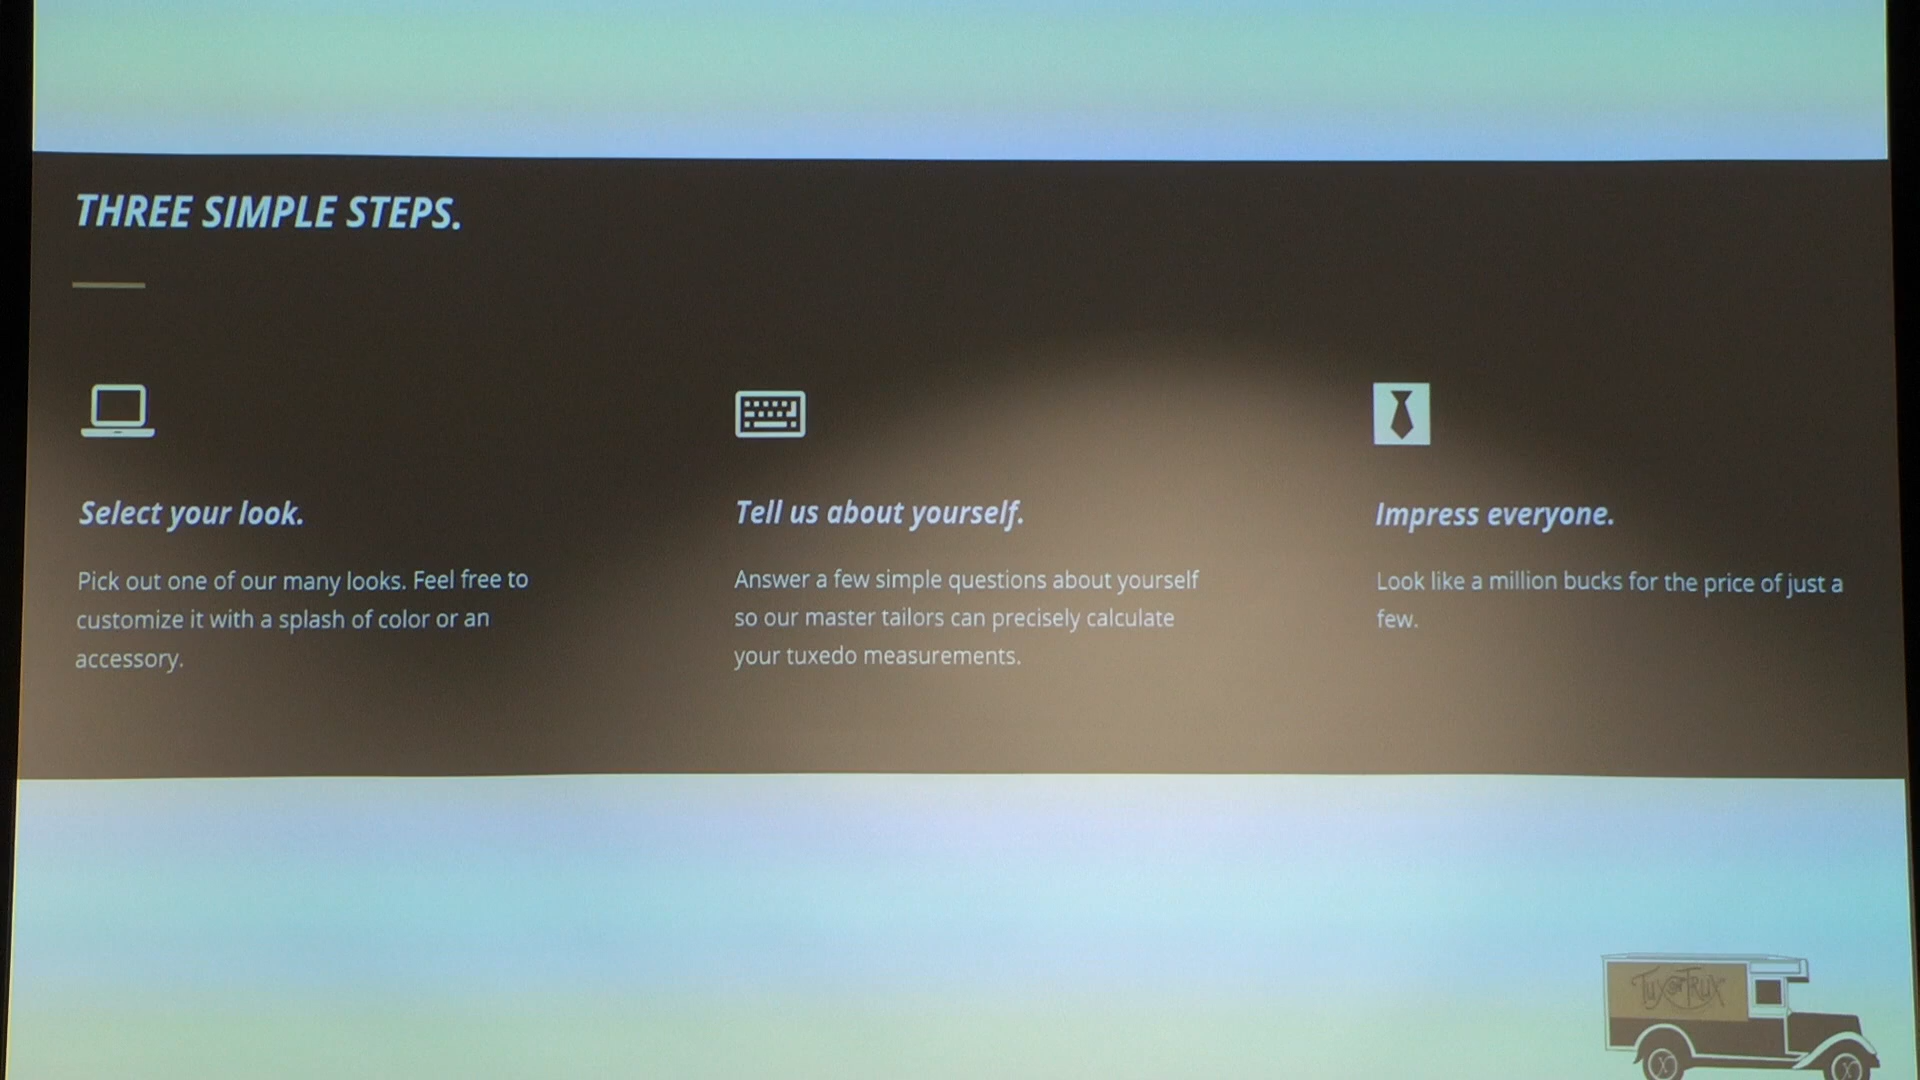 THREE SIMPLE STEPS.
Select your look.
Pick out one of our many looks. Feel free to
customize it with a splash of color or an
accessory.
Tell us about yourself.
Answer a few simple questions about yourself
so our master tailors can precisely calculate
your tuxedo measurements.
Impress everyone.
Look like a million bucks for the price of just a
few.